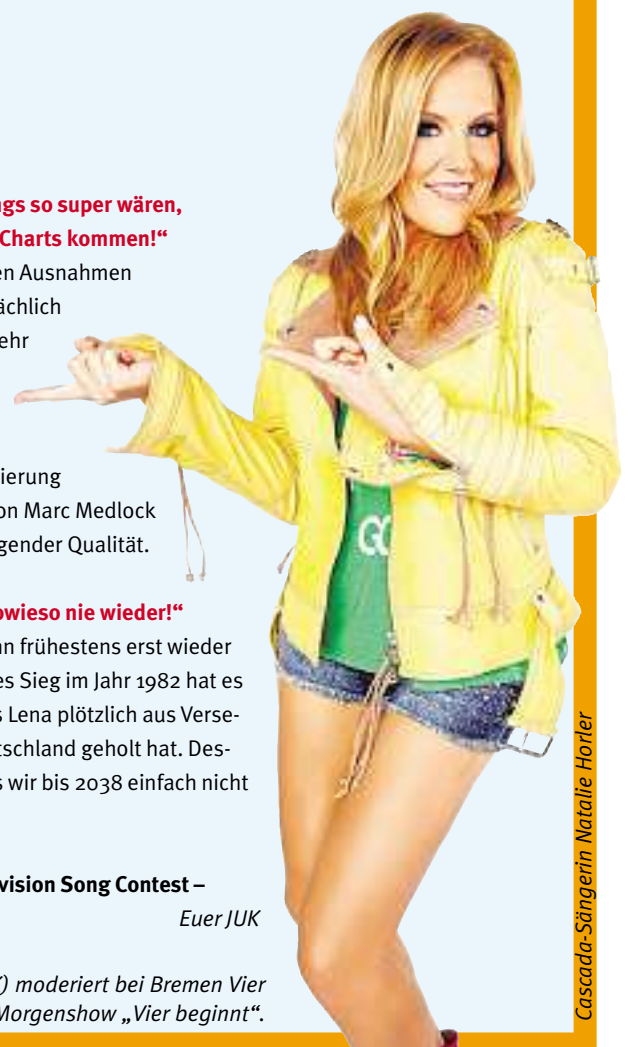 ngs so super wären,
Charts kommen!“
en Ausnahmen
ächlich
ehr
ierung
on Marc Medlock
gender Qualität.
owieso nie wieder!“
nn frühestens erst wieder
es Sieg im Jahr 1982 hat es
s Lena plötzlich aus Verse-
tschland geholt hat. Des-
s wir bis 2038 einfach nicht
vision Song Contest –
Euer JUK
() moderiert bei Bremen Vier
Morgenshow „Vier beginnt“.
GO
Cascada-Sängerin Natalie Horler